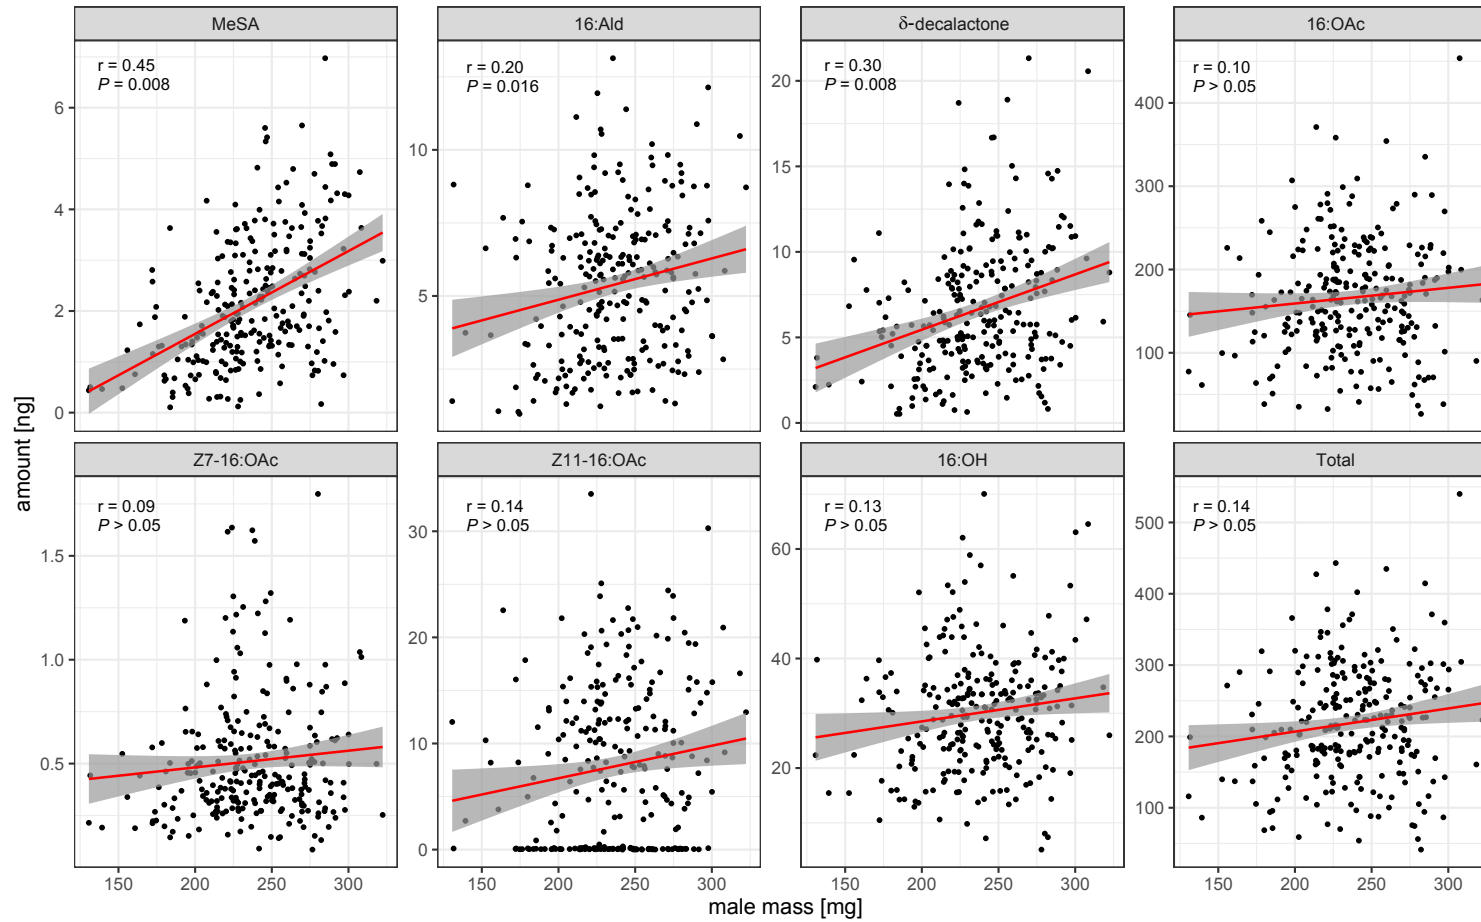 MeSA
16:Ald
δ-decalactone
16:OAc
r = 0.45
P = 0.008
r = 0.20
P = 0.016
r = 0.30
P = 0.008
r = 0.10
P > 0.05
6
4
2
0
10
5
20
15
10
5
0
400
300
200
100
amount [ng]
Z7-16:OAc
Z11-16:OAc
16:OH
Total
r = 0.09
P > 0.05
r = 0.14
P > 0.05
r = 0.13
P > 0.05
r = 0.14
P > 0.05
1.5
1.0
0.5
30
20
10
0
60
40
20
500
400
300
200
100
150 200 250 300
150 200 250 300
150 200 250 300
150 200 250 300
male mass [mg]